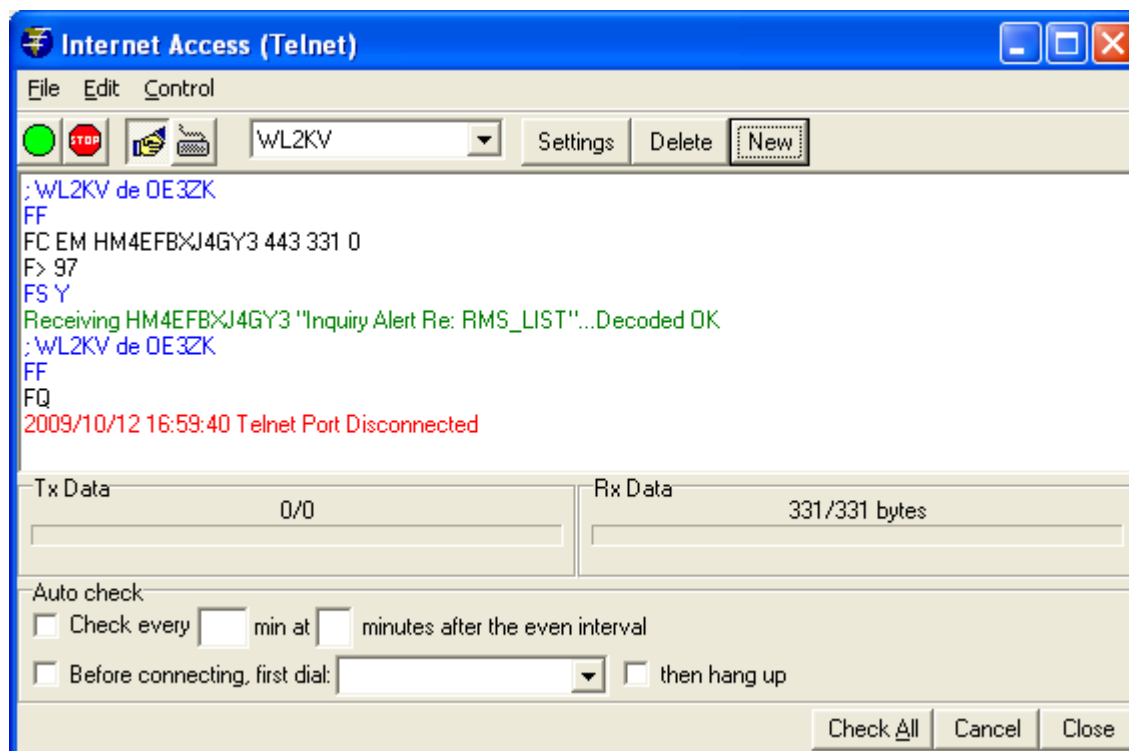 Internet Access (Telnet)
File Edit Control
STOP WL2KV Settings Delete New
; WL2KV de OE3ZK
FF
FC EM HM4EFBXJ4GY3 443 331 0
F> 97
FS Y
Receiving HM4EFBXJ4GY3 "Inquiry Alert Re: RMS_LIST"...Decoded OK
; WL2KV de OE3ZK
FF
FQ
2009/10/12 16:59:40 Telnet Port Disconnected
Tx Data Rx Data
0/0 331/331 bytes
Auto check
Check every min at minutes after the even interval
Before connecting, first dial: then hang up
Check All Cancel Close